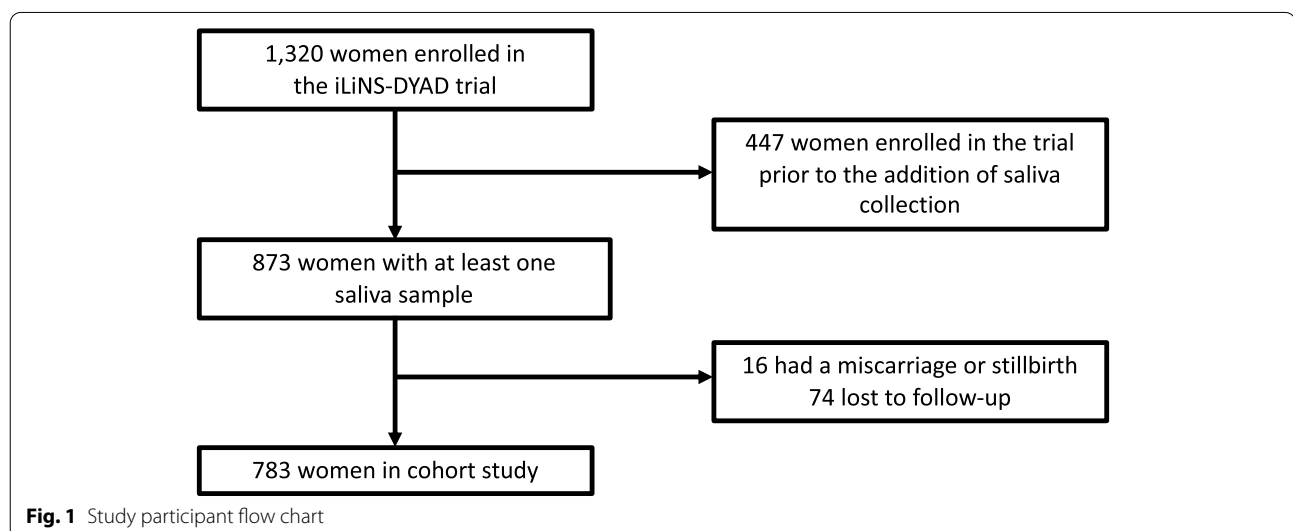 1,320 women enrolled in
the iLiNS-DYAD trial
447 women enrolled in the trial
prior to the addition of saliva
collection
873 women with at least one
saliva sample
16 had a miscarriage or stillbirth
74 lost to follow-up
783 women in cohort study
Fig. 1 Study participant flow chart